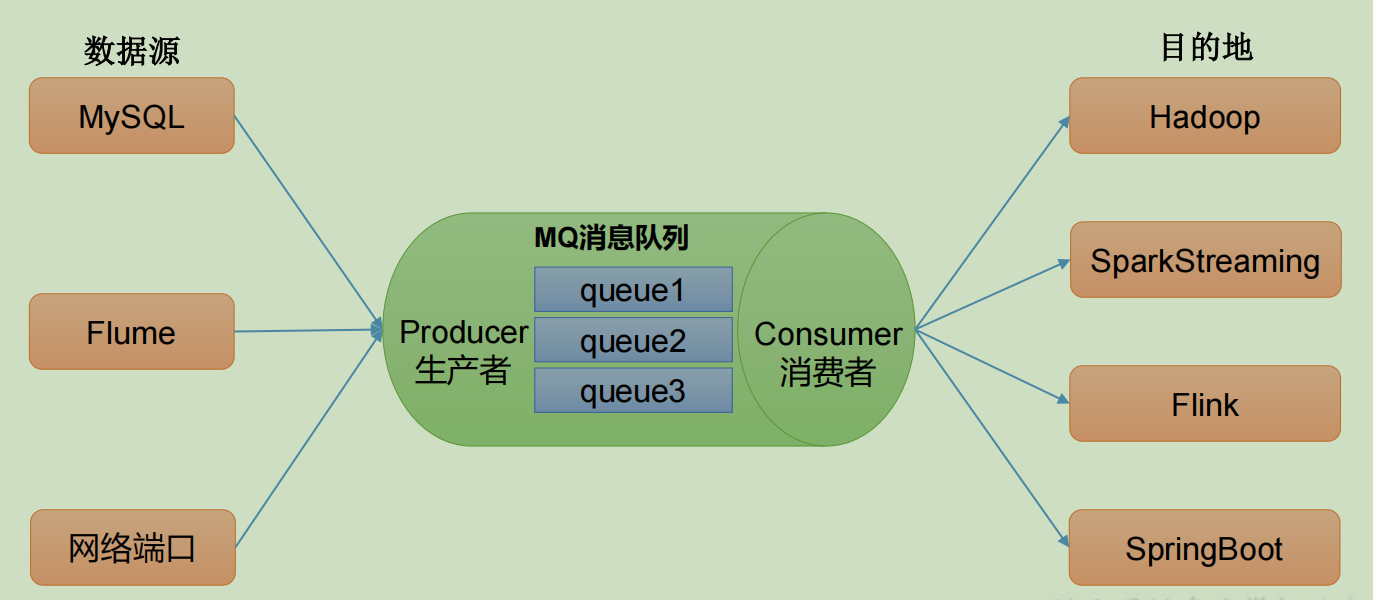 数据源
MySQL
Flume
网络端口
MQ消息队列
Producer
生产者
queue1
queue2
queue3
Consumer
消费者
目的地
Hadoop
SparkStreaming
Flink
SpringBoot